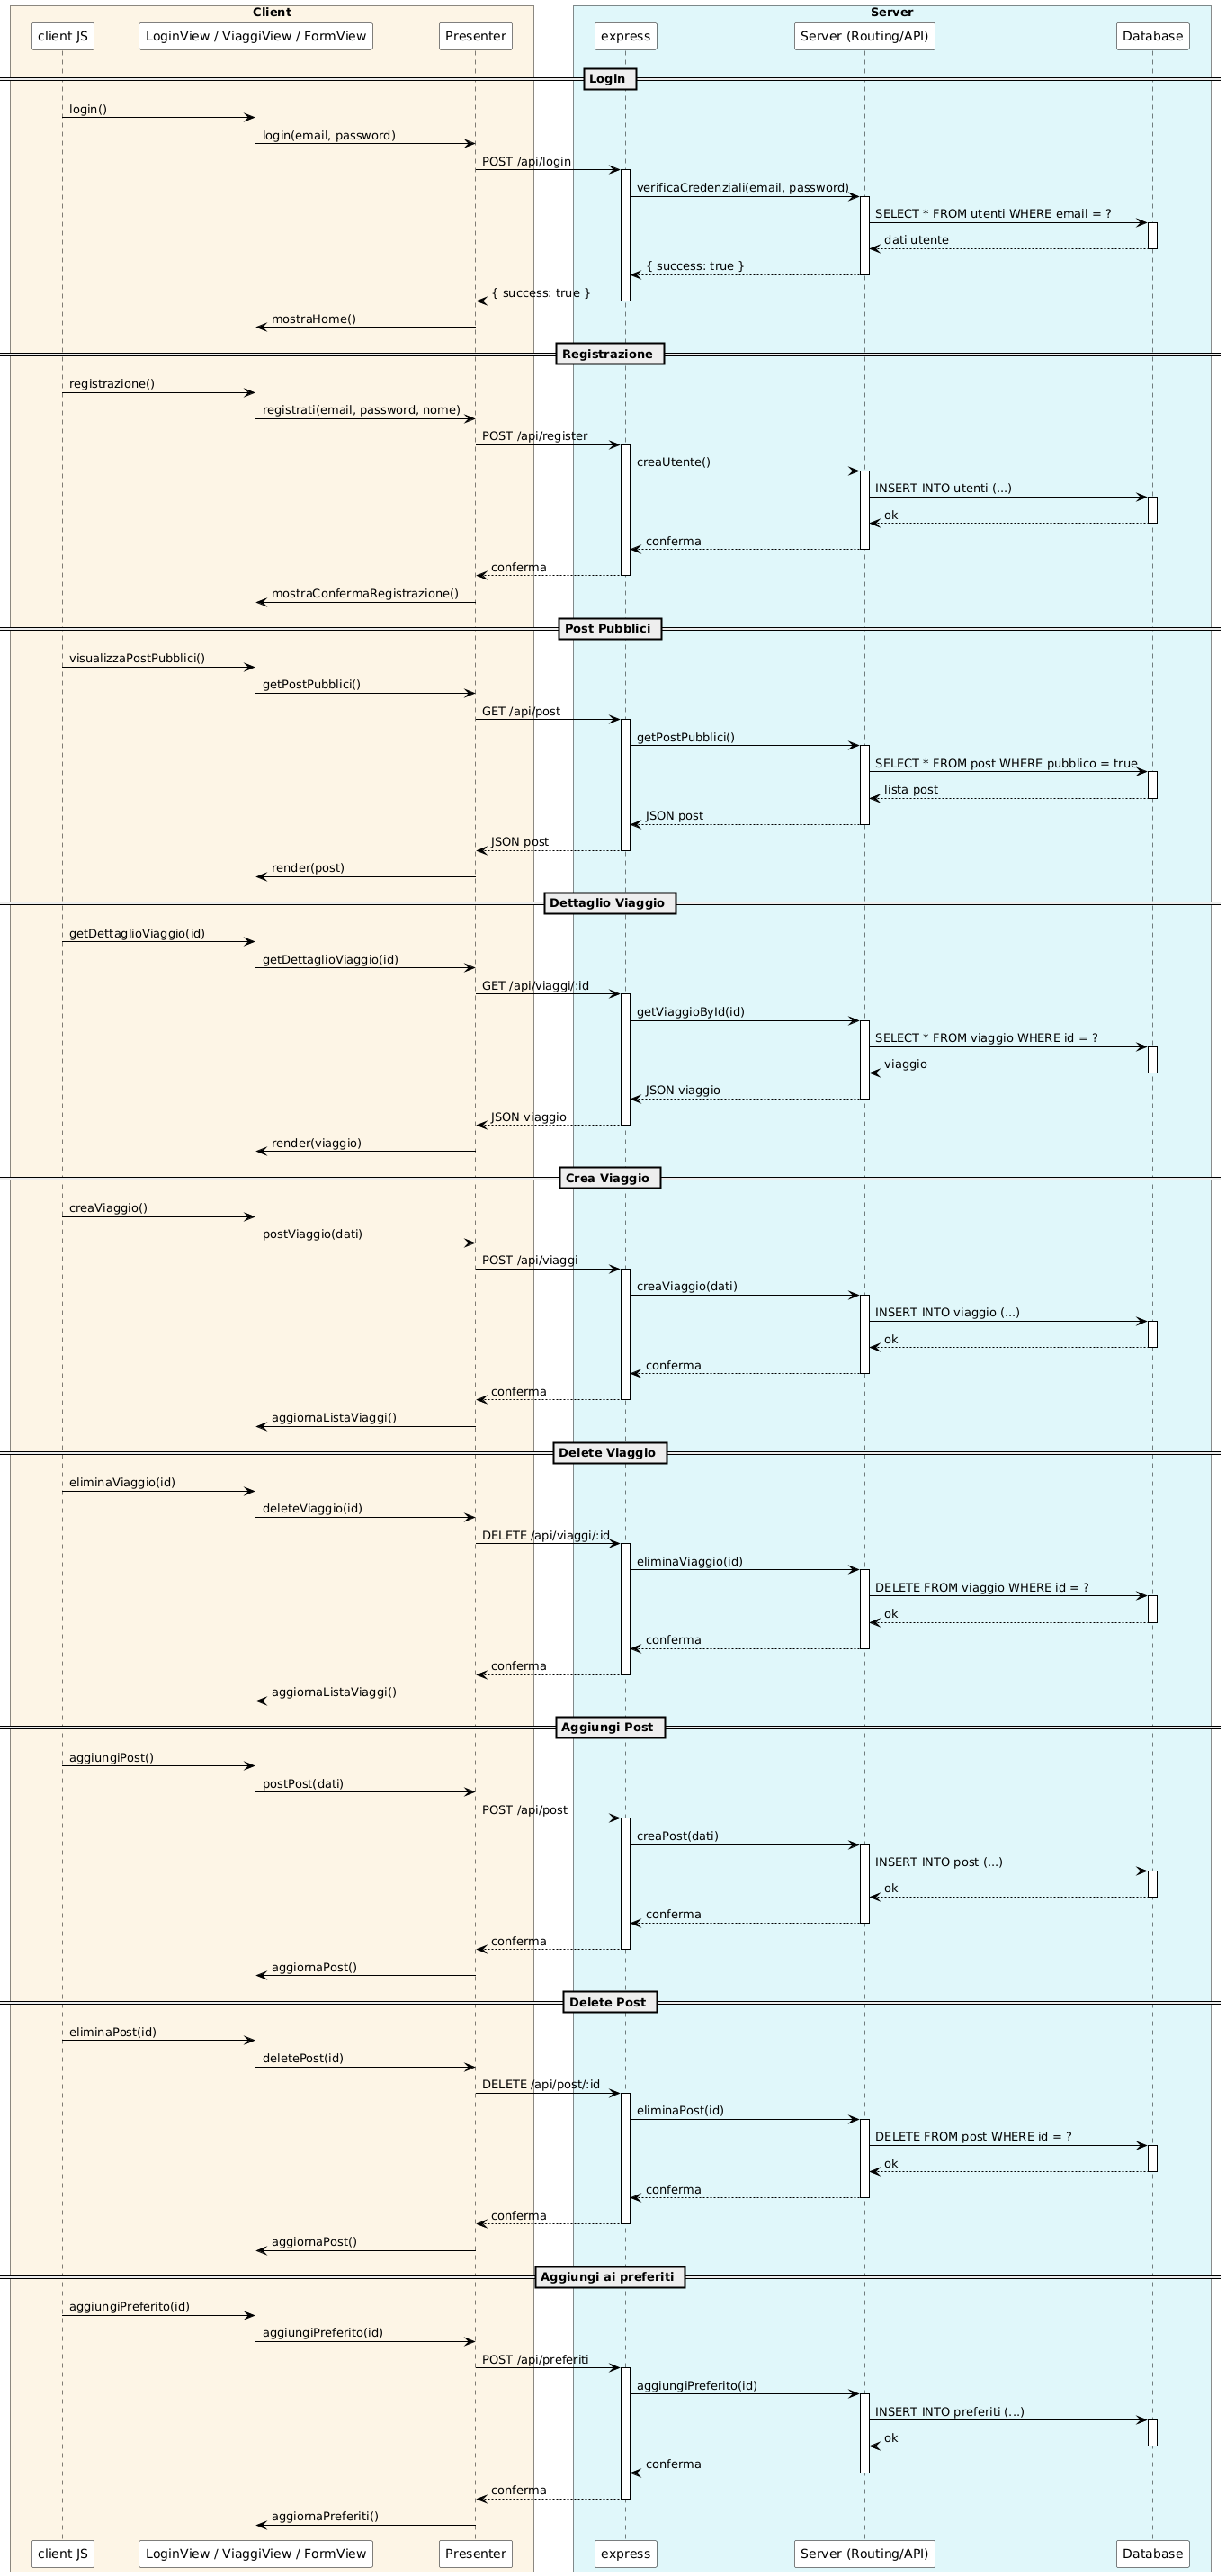 Client
Server
client JS
LoginView / ViaggiView / FormView
Presenter
express
Server (Routing/API)
Database
Login
login()
login(email, password)
POST /api/login
verificaCredenziali(email, password)
SELECT * FROM utenti WHERE email = ?
dati utente
{ success: true }
{ success: true }
mostraHome()
Registrazione
registrazione()
registrati(email, password, nome)
POST /api/register
creaUtente()
INSERT INTO utenti (...)
ok
conferma
conferma
mostraConfermaRegistrazione()
Post Pubblici
visualizzaPostPubblici()
getPostPubblici()
GET /api/post
getPostPubblici()
SELECT * FROM post WHERE pubblico = true
lista post
JSON post
JSON post
render(post)
Dettaglio Viaggio
getDettaglioViaggio(id)
getDettaglioViaggio(id)
GET /api/viaggi/:id
getViaggioById(id)
SELECT * FROM viaggio WHERE id = ?
viaggio
JSON viaggio
JSON viaggio
render(viaggio)
Crea Viaggio
creaViaggio()
postViaggio(dati)
POST /api/viaggi
creaViaggio(dati)
INSERT INTO viaggio (...)
ok
conferma
conferma
aggiornaListaViaggi()
Delete Viaggio
eliminaViaggio(id)
deleteViaggio(id)
DELETE /api/viaggi/:id
eliminaViaggio(id)
DELETE FROM viaggio WHERE id = ?
ok
conferma
conferma
aggiornaListaViaggi()
Aggiungi Post
aggiungiPost()
postPost(dati)
POST /api/post
creaPost(dati)
INSERT INTO post (...)
ok
conferma
conferma
aggiornaPost()
Delete Post
eliminaPost(id)
deletePost(id)
DELETE /api/post/:id
eliminaPost(id)
DELETE FROM post WHERE id = ?
ok
conferma
conferma
aggiornaPost()
Aggiungi ai preferiti
aggiungiPreferito(id)
aggiungiPreferito(id)
POST /api/preferiti
aggiungiPreferito(id)
INSERT INTO preferiti (...)
ok
conferma
conferma
aggiornaPreferiti()
client JS
LoginView / ViaggiView / FormView
Presenter
express
Server (Routing/API)
Database